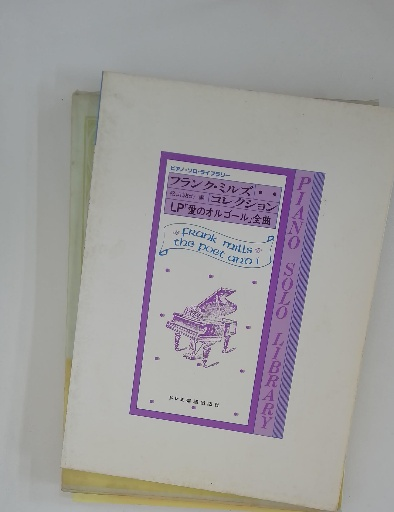 ピアノ・ソロ・ライブラリー
フランク・ミルズ・・
コレクション
LP「愛のオルゴール」全曲
Frank mills
the poet and I
PIANO SOLO LIBRARY